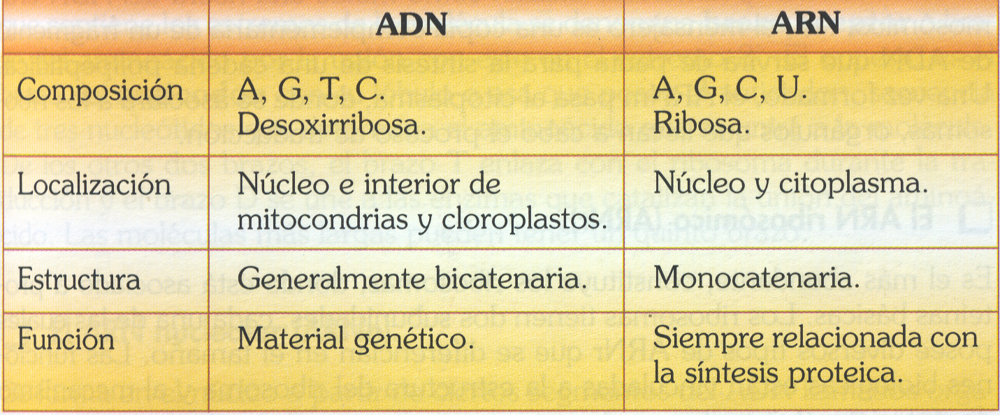 ADN
ARN
Composición
A, G, T, C.
Desoxirribosa.
A, G, C, U.
Ribosa.
Localización
Núcleo e interior de
mitocondrias y cloroplastos.
Núcleo y citoplasma.
Estructura
Generalmente bicatenaria.
Monocatenaria.
Función
Material genético.
Siempre relacionada con
la síntesis proteica.